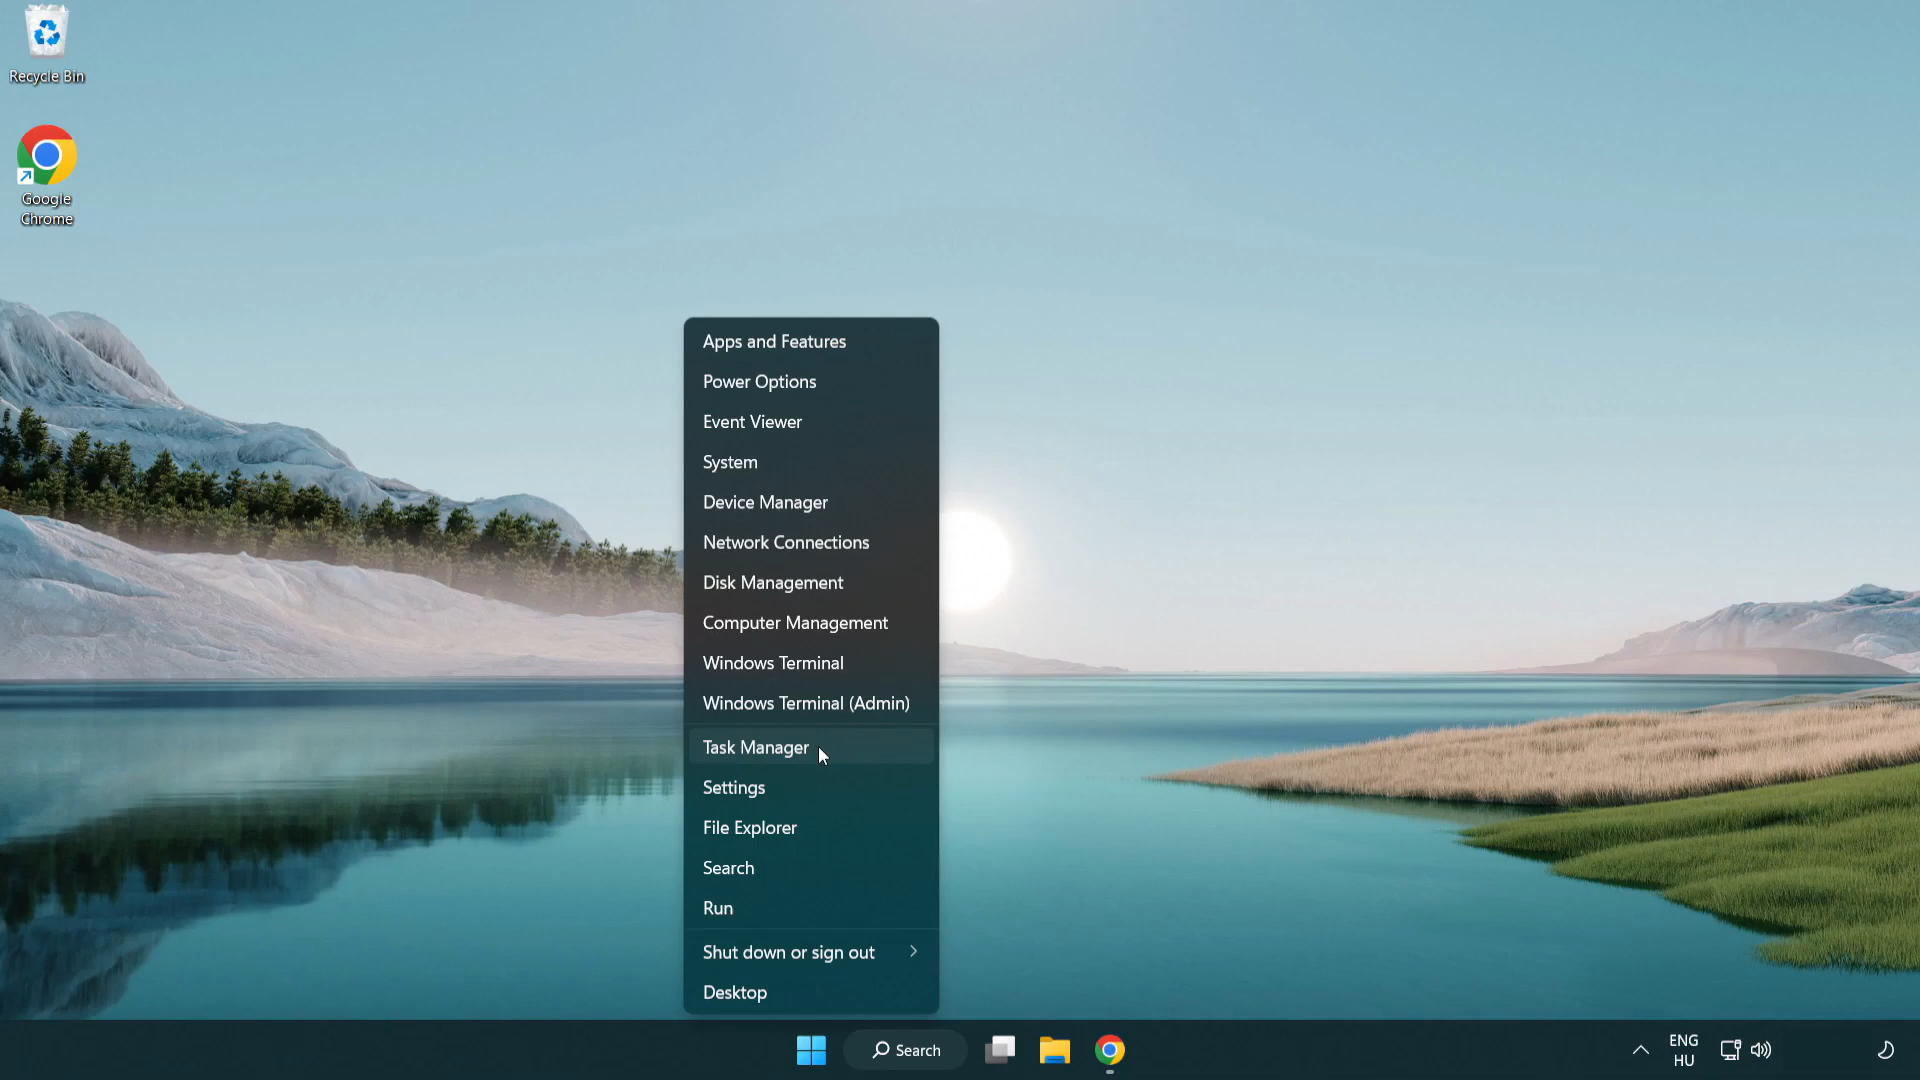 Recycle Bin
Google
Chrome
Apps and Features
Power Options
Event Viewer
System
Device Manager
Network Connections
Disk Management
Computer Management
Windows Terminal
Windows Terminal (Admin)
Task Manager
Settings
File Explorer
Search
Run
Shut down or sign out
Desktop
Search
ENG
HU